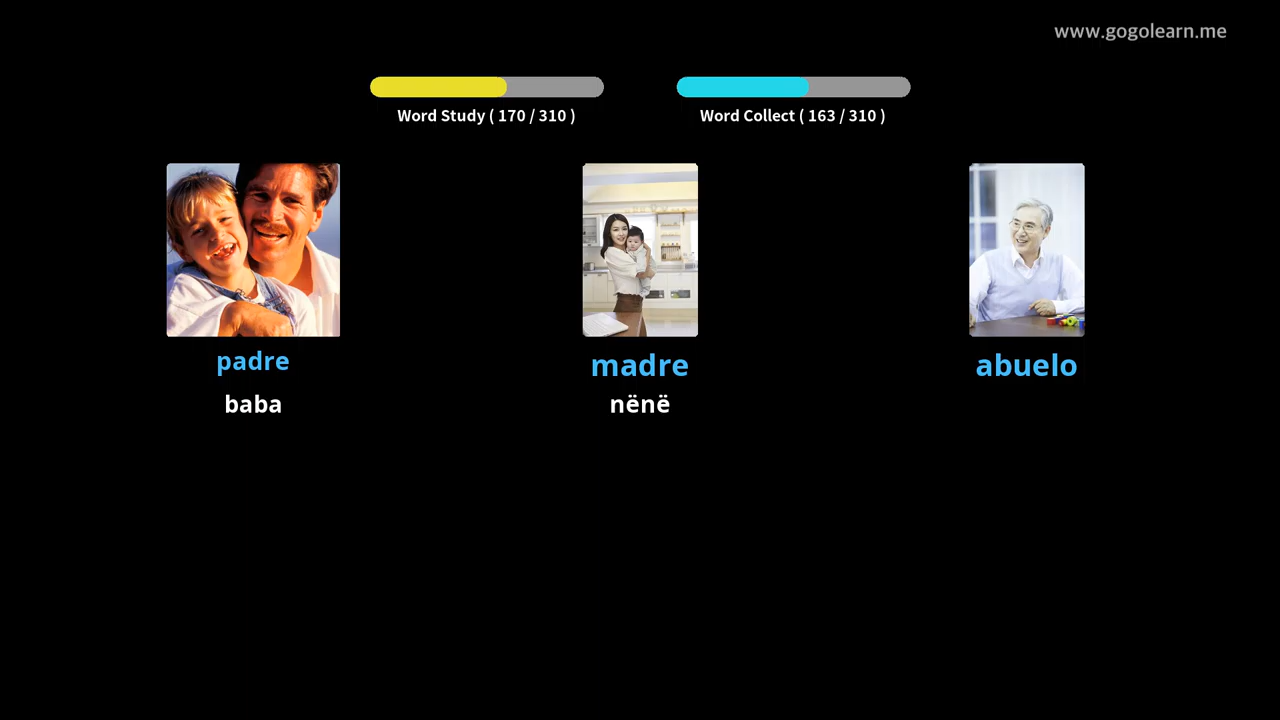 www.gogolearn.me
Word Study ( 170 / 310 )
Word Collect ( 163 / 310 )
padre
madre
abuelo
baba
nënë